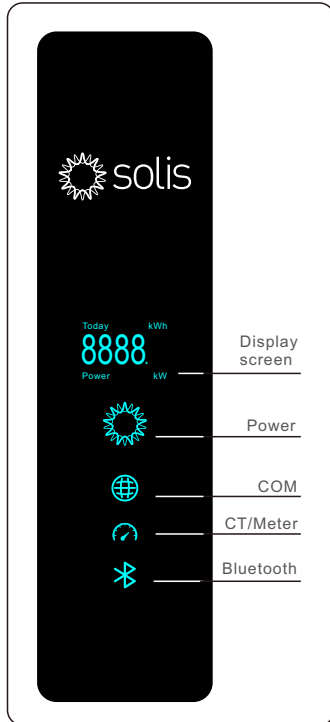 solis
Today kWh
8888.
Power kW
Display
screen
Power
COM
CT/Meter
Bluetooth